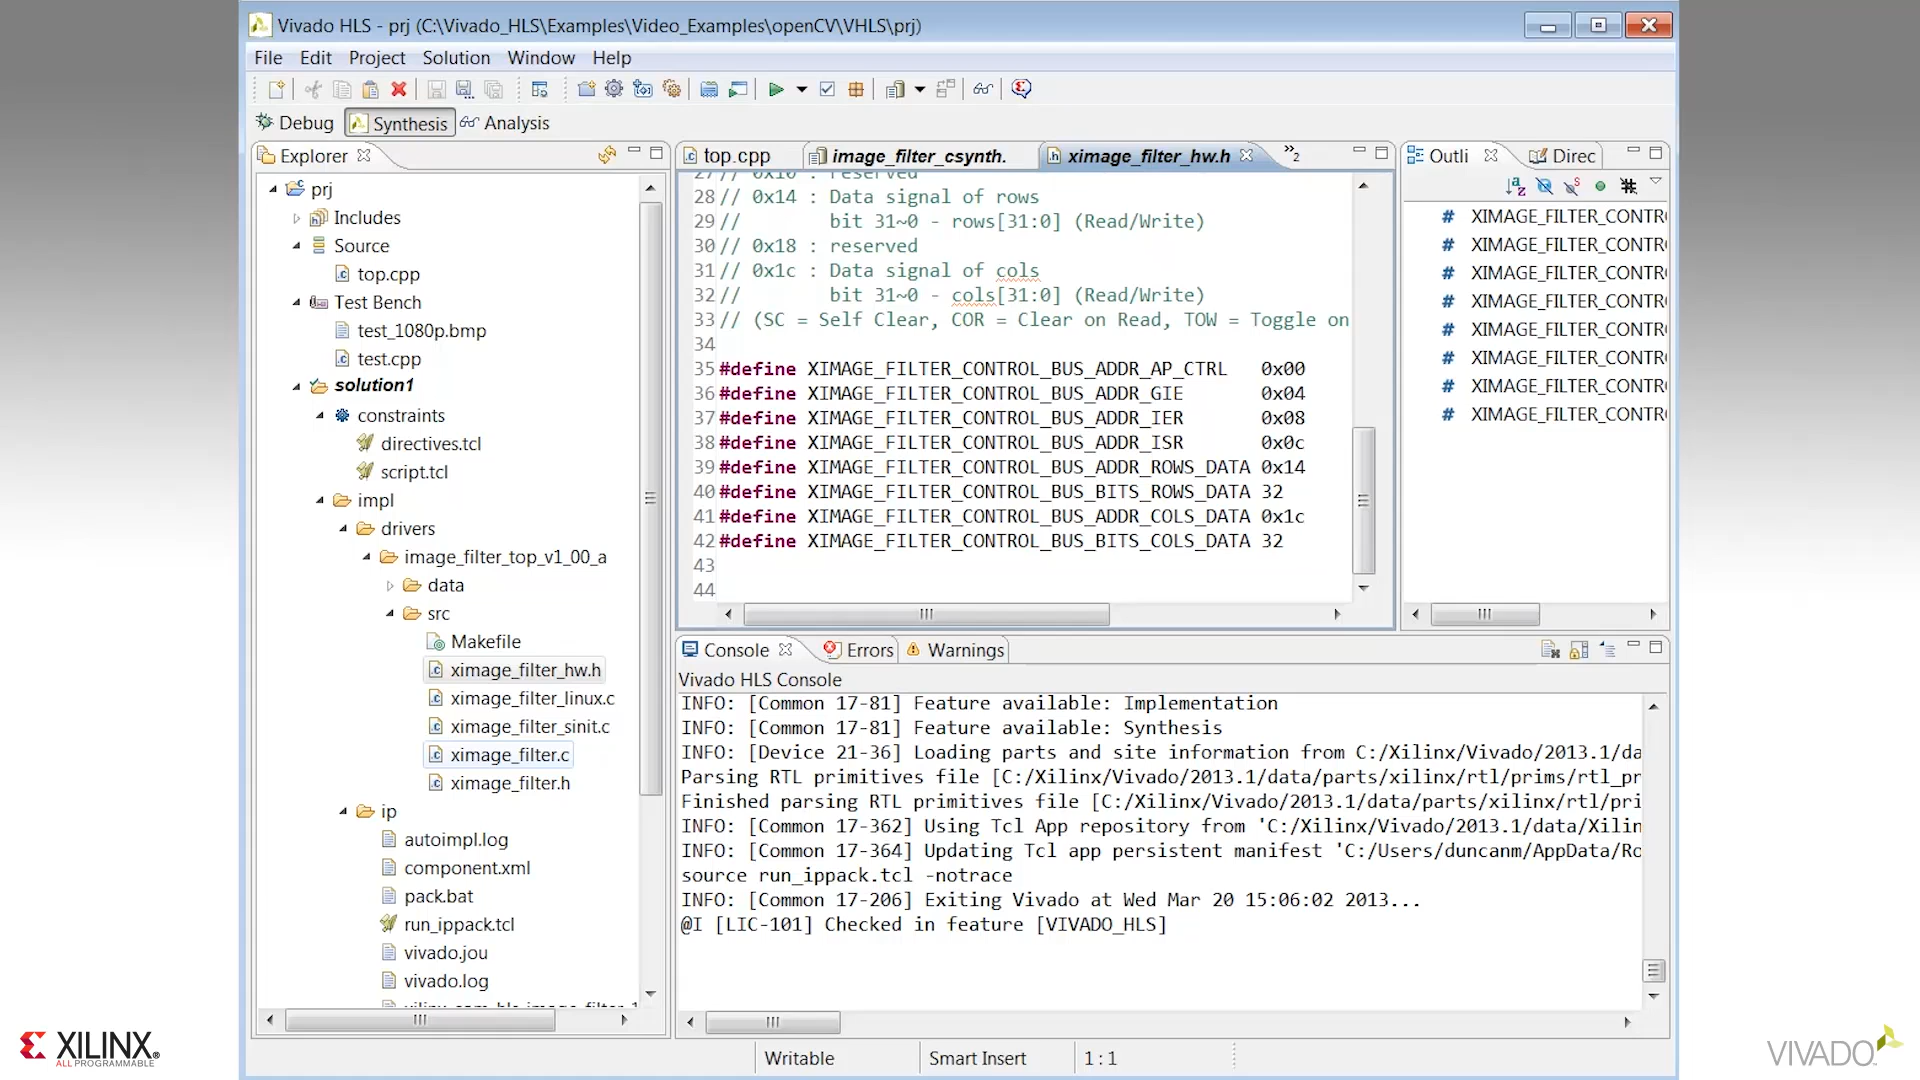 Vivado HLS - prj (C:\Vivado_HLS\Examples\Video_Examples\openCV\VHLS\prj)
File Edit Project Solution Window Help
Debug Synthesis Analysis
Explorer
prj
Includes
Source
top.cpp
Test Bench
test_1080p.bmp
test.cpp
solution1
constraints
directives.tcl
script.tcl
impl
drivers
image_filter_top_v1_00_a
data
src
Makefile
ximage_filter_hw.h
ximage_filter_linux.c
ximage_filter_sinit.c
ximage_filter.c
ximage_filter.h
ip
autoimpl.log
component.xml
pack.bat
run_ippack.tcl
vivado.jou
vivado.log
top.cpp image_filter_csynth. ximage_filter_hw.h »2
27// 0x10 : reserved
28// 0x14 : Data signal of rows
29// bit 31~0 - rows[31:0] (Read/Write)
30// 0x18 : reserved
31// 0x1c : Data signal of cols
32// bit 31~0 - cols[31:0] (Read/Write)
33// (SC = Self Clear, COR = Clear on Read, TOW = Toggle on
34
35#define XIMAGE_FILTER_CONTROL_BUS_ADDR_AP_CTRL 0x00
36#define XIMAGE_FILTER_CONTROL_BUS_ADDR_GIE 0x04
37#define XIMAGE_FILTER_CONTROL_BUS_ADDR_IER 0x08
38#define XIMAGE_FILTER_CONTROL_BUS_ADDR_ISR 0x0c
39#define XIMAGE_FILTER_CONTROL_BUS_ADDR_ROWS_DATA 0x14
40#define XIMAGE_FILTER_CONTROL_BUS_BITS_ROWS_DATA 32
41#define XIMAGE_FILTER_CONTROL_BUS_ADDR_COLS_DATA 0x1c
42#define XIMAGE_FILTER_CONTROL_BUS_BITS_COLS_DATA 32
43
44
Outli Direc
# XIMAGE_FILTER_CONTR
# XIMAGE_FILTER_CONTR
# XIMAGE_FILTER_CONTR
# XIMAGE_FILTER_CONTR
# XIMAGE_FILTER_CONTR
# XIMAGE_FILTER_CONTR
# XIMAGE_FILTER_CONTR
# XIMAGE_FILTER_CONTR
Console Errors Warnings
Vivado HLS Console
INFO: [Common 17-81] Feature available: Implementation
INFO: [Common 17-81] Feature available: Synthesis
INFO: [Device 21-36] Loading parts and site information from C:/Xilinx/Vivado/2013.1/da
Parsing RTL primitives file [C:/Xilinx/Vivado/2013.1/data/parts/xilinx/rtl/prims/rtl_pr
Finished parsing RTL primitives file [C:/Xilinx/Vivado/2013.1/data/parts/xilinx/rtl/pri
INFO: [Common 17-362] Using Tcl App repository from 'C:/Xilinx/Vivado/2013.1/data/Xilin
INFO: [Common 17-364] Updating Tcl app persistent manifest 'C:/Users/duncanm/AppData/Ro
source run_ippack.tcl -notrace
INFO: [Common 17-206] Exiting Vivado at Wed Mar 20 15:06:02 2013...
@I [LIC-101] Checked in feature [VIVADO_HLS]
Writable Smart Insert 1 : 1
XILINX®
ALL PROGRAMMABLE™
VIVADO™